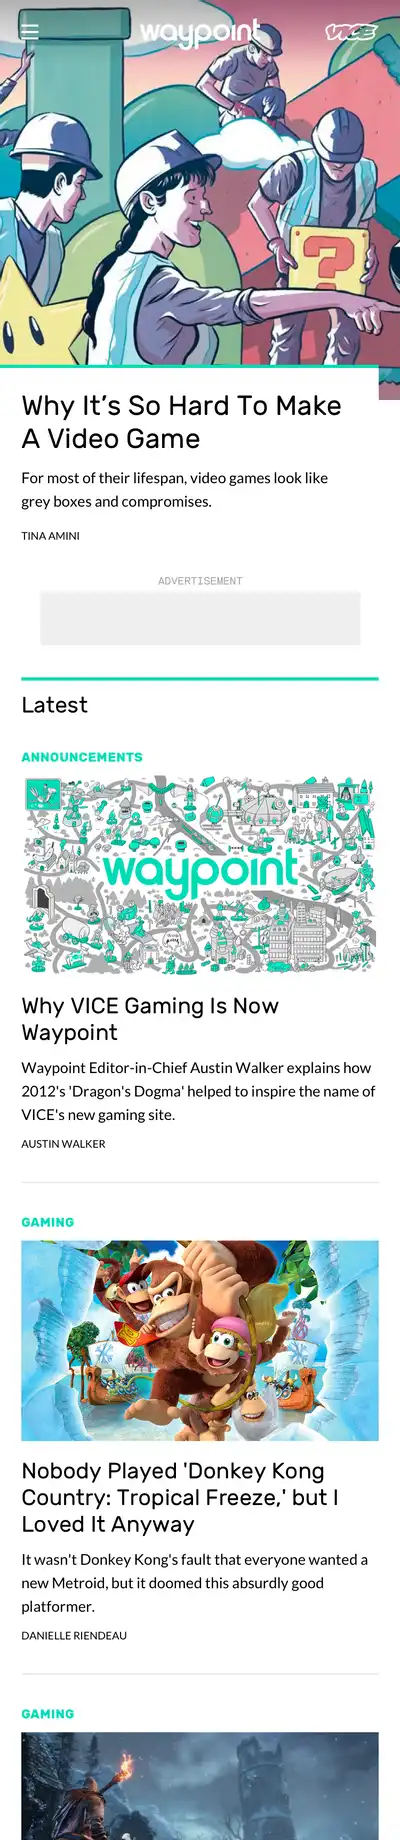 waypoint
VICE
?
Why It’s So Hard To Make
A Video Game
For most of their lifespan, video games look like
grey boxes and compromises.
TINA AMINI
ADVERTISEMENT
Latest
ANNOUNCEMENTS
waypoint
Why VICE Gaming Is Now
Waypoint
Waypoint Editor-in-Chief Austin Walker explains how
2012's 'Dragon's Dogma' helped to inspire the name of
VICE's new gaming site.
AUSTIN WALKER
GAMING
Nobody Played 'Donkey Kong
Country: Tropical Freeze,' but I
Loved It Anyway
It wasn't Donkey Kong's fault that everyone wanted a
new Metroid, but it doomed this absurdly good
platformer.
DANIELLE RIENDEAU
GAMING